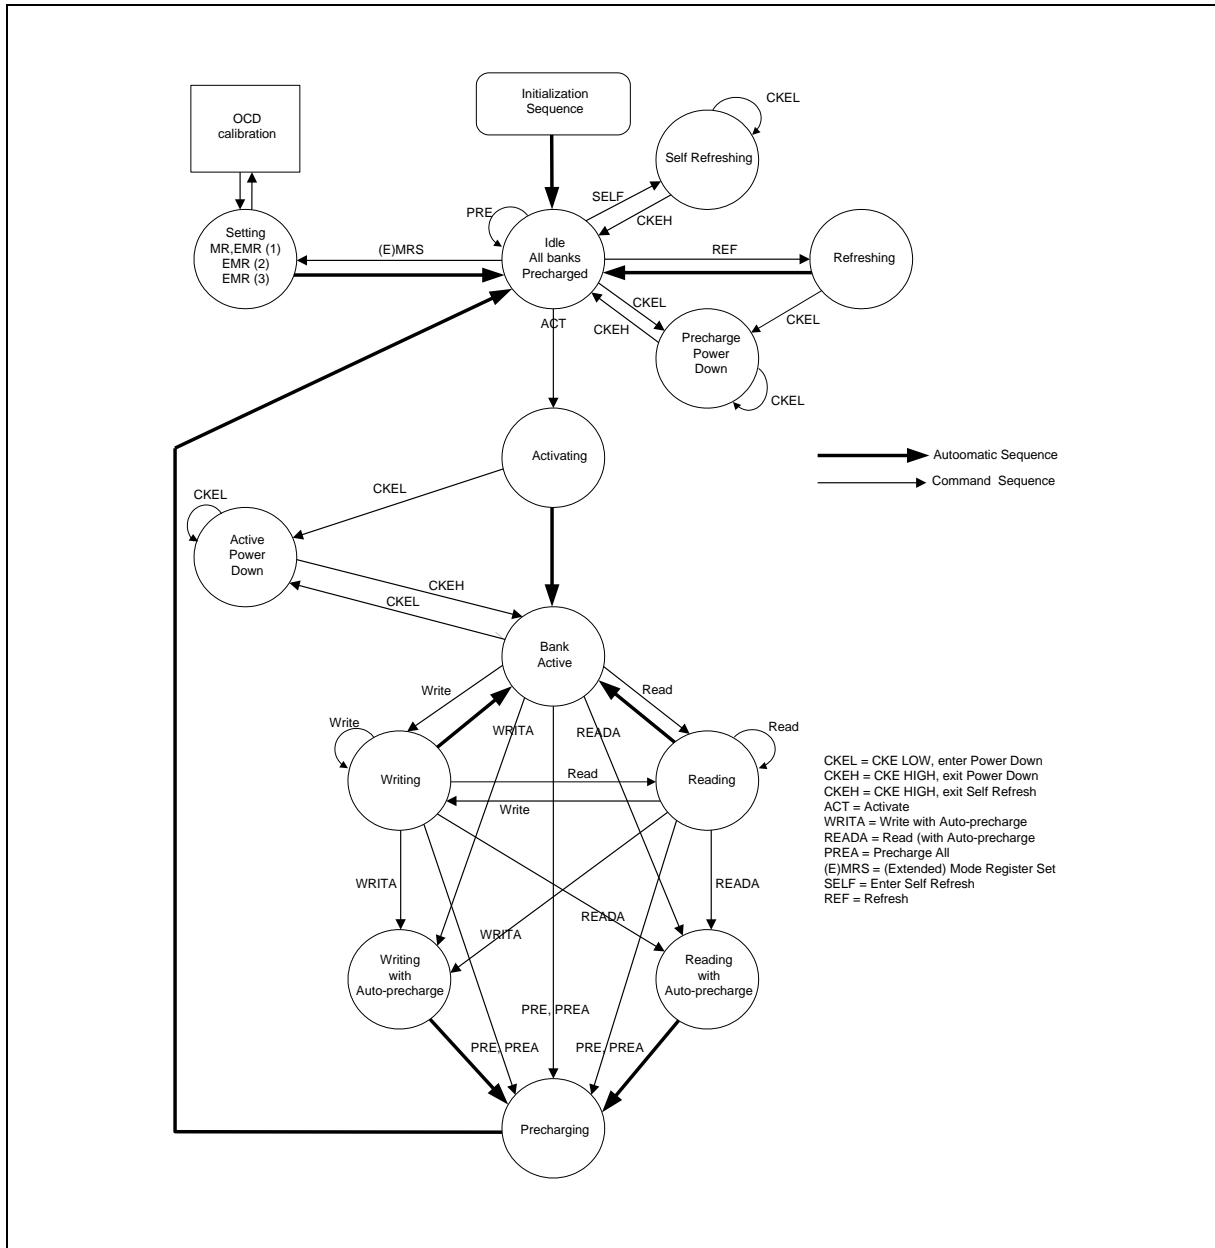 Initialization
Sequence
OCD
calibration
CKEL
Self Refreshing
SELF
CKEH
PRE
Setting
MR,EMR (1)
EMR (2)
EMR (3)
(E)MRS
Idle
All banks
Precharged
REF
Refreshing
CKEL
CKEH
CKEL
ACT
Precharge
Power
Down
CKEL
Activating
Autoomatic Sequence
Command Sequence
CKEL
CKEL
Active
Power
Down
CKEH
CKEL
Bank
Active
Write
Read
Write
WRITA
READA
Read
Writing
Read
Reading
Write
CKEL = CKE LOW, enter Power Down
CKEH = CKE HIGH, exit Power Down
CKEH = CKE HIGH, exit Self Refresh
ACT = Activate
WRITA = Write with Auto-precharge
READA = Read (with Auto-precharge
PREA = Precharge All
(E)MRS = (Extended) Mode Register Set
SELF = Enter Self Refresh
REF = Refresh
WRITA
READA
READA
WRITA
Writing
with
Auto-precharge
Reading
with
Auto-precharge
PRE, PREA
PRE, PREA
PRE, PREA
Precharging